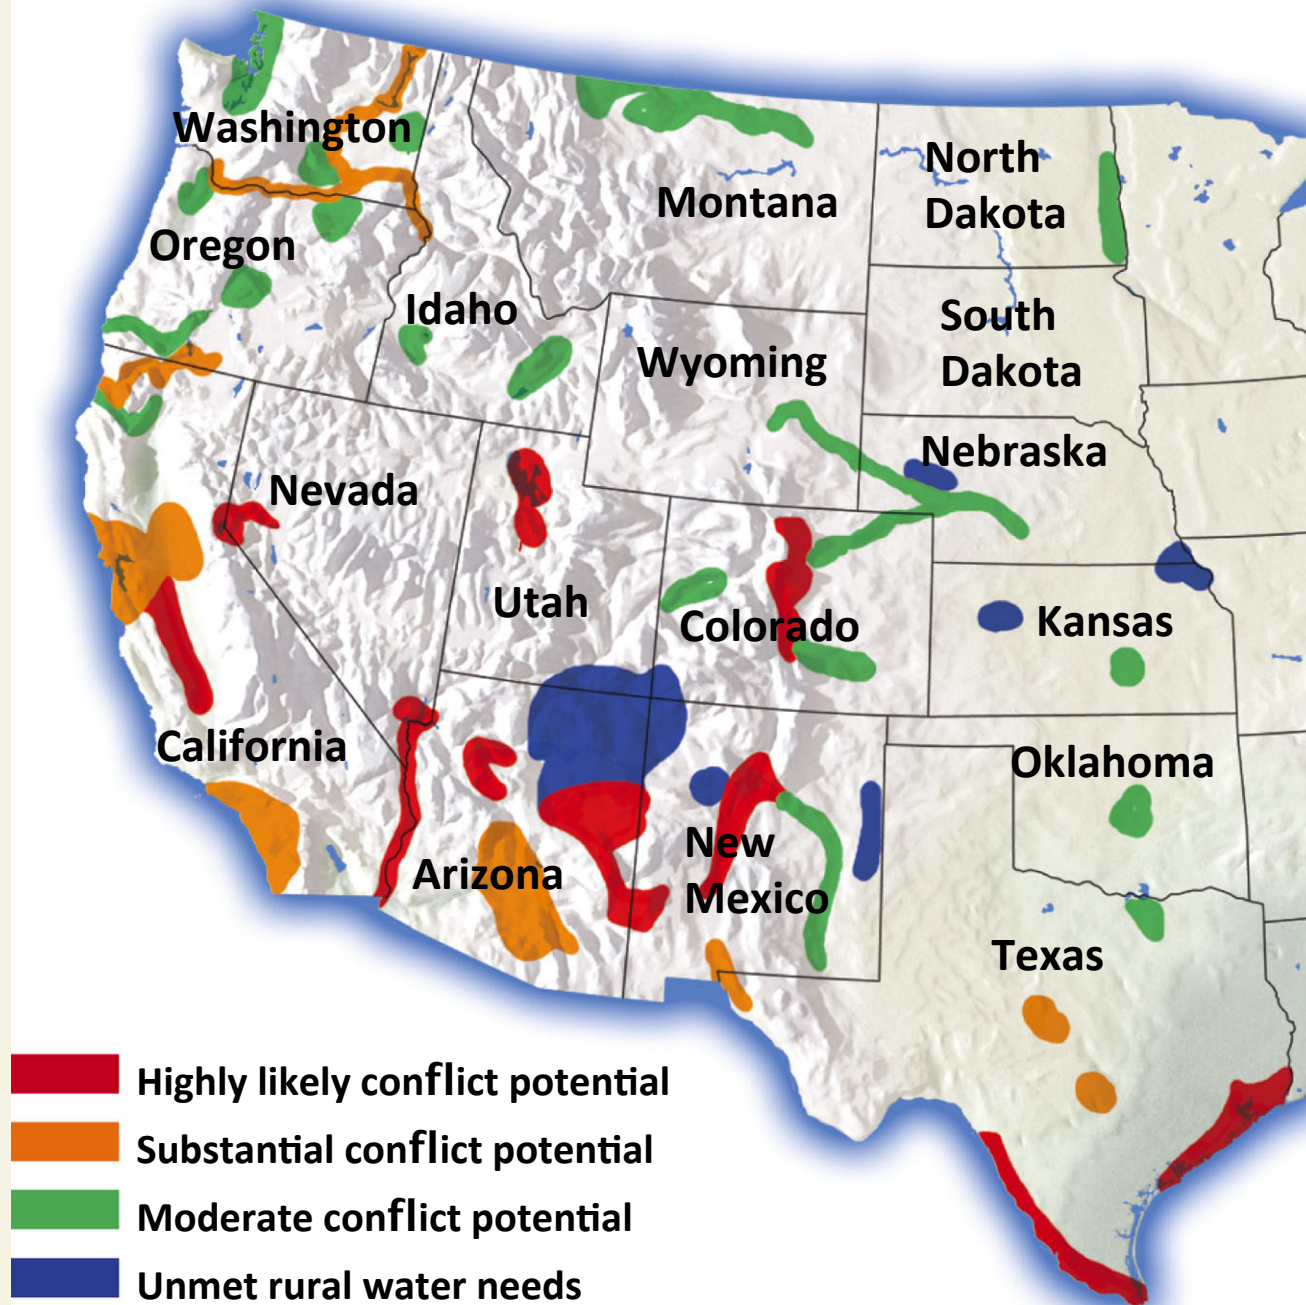 Washington
Montana
North
Dakota
Oregon
Idaho
South
Dakota
Wyoming
Nebraska
Nevada
Utah
Colorado
Kansas
California
Oklahoma
Arizona
New
Mexico
Texas
Highly likely conflict potential
Substantial conflict potential
Moderate conflict potential
Unmet rural water needs